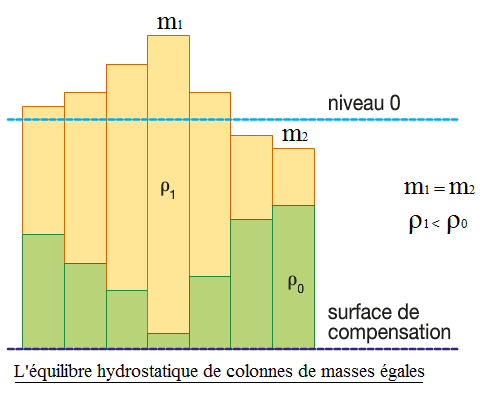 m1
niveau 0
m2
ρ1
m1 = m2
ρ1 < ρ0
ρ0
surface de
compensation
L'équilibre hydrostatique de colonnes de masses égales